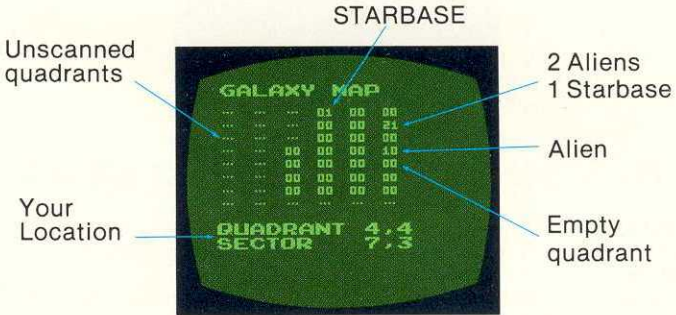 STARBASE
Unscanned
quadrants
2 Aliens
1 Starbase
Alien
Your
Location
Empty
quadrant
GALAXY MAP
... ... ... 01 00 00
... ... ... 00 00 21
... ... ... 00 00 00
... ... 00 00 00 10
... ... 00 00 00 00
... ... 00 00 00 00
... ... 00 00 00 00
... ... ... ... ... ...
QUADRANT 4,4
SECTOR 7,3